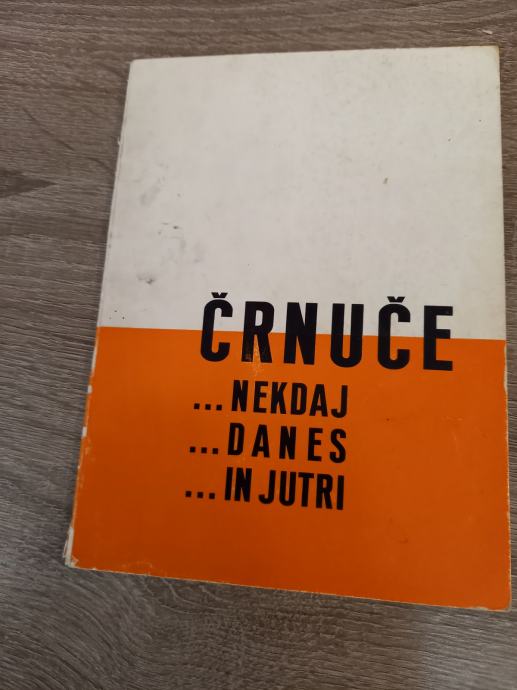 ČRNUČE
...NEKDAJ
...DANES
...IN JUTRI